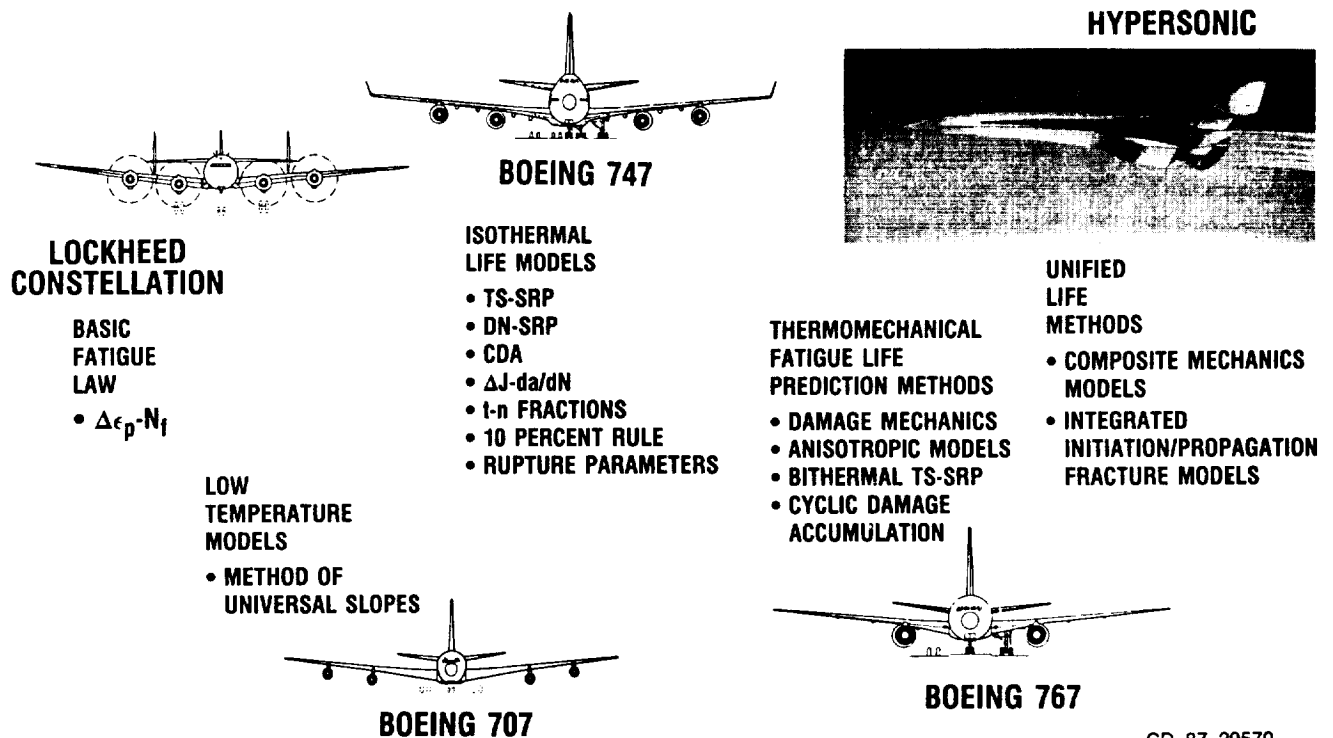 HYPERSONIC
BOEING 747
LOCKHEED
CONSTELLATION
BASIC
FATIGUE
LAW
• Δϵp-Nf
LOW
TEMPERATURE
MODELS
• METHOD OF
UNIVERSAL SLOPES
BOEING 707
ISOTHERMAL
LIFE MODELS
• TS-SRP
• DN-SRP
• CDA
• ΔJ-da/dN
• t-n FRACTIONS
• 10 PERCENT RULE
• RUPTURE PARAMETERS
THERMOMECHANICAL
FATIGUE LIFE
PREDICTION METHODS
• DAMAGE MECHANICS
• ANISOTROPIC MODELS
• BITHERMAL TS-SRP
• CYCLIC DAMAGE
ACCUMULATION
BOEING 767
UNIFIED
LIFE
METHODS
• COMPOSITE MECHANICS
MODELS
• INTEGRATED
INITIATION/PROPAGATION
FRACTURE MODELS